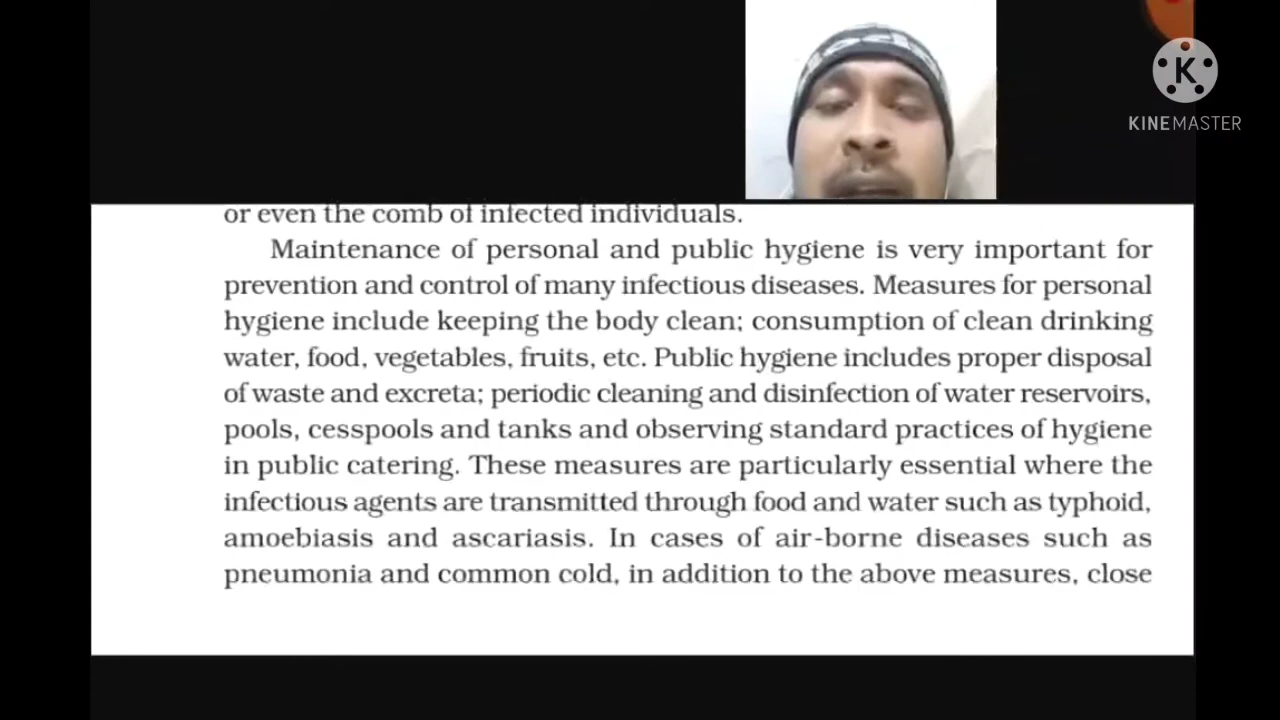 KINEMASTER
or even the comb of infected individuals.
Maintenance of personal and public hygiene is very important for
prevention and control of many infectious diseases. Measures for personal
hygiene include keeping the body clean; consumption of clean drinking
water, food, vegetables, fruits, etc. Public hygiene includes proper disposal
of waste and excreta; periodic cleaning and disinfection of water reservoirs,
pools, cesspools and tanks and observing standard practices of hygiene
in public catering. These measures are particularly essential where the
infectious agents are transmitted through food and water such as typhoid,
amoebiasis and ascariasis. In cases of air-borne diseases such as
pneumonia and common cold, in addition to the above measures, close